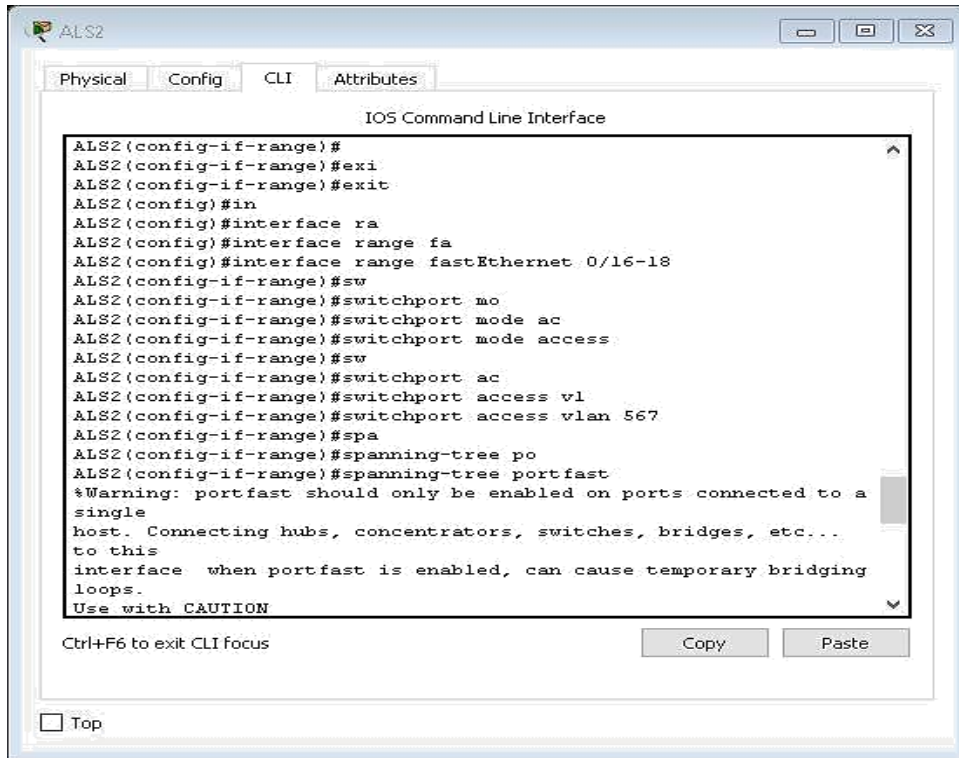 ALS2
Physical Config CLI Attributes
IOS Command Line Interface
ALS2(config-if-range)#
ALS2(config-if-range)#exi
ALS2(config-if-range)#exit
ALS2(config)#in
ALS2(config)#interface ra
ALS2(config)#interface range fa
ALS2(config)#interface range fastEthernet 0/16-18
ALS2(config-if-range)#sw
ALS2(config-if-range)#switchport mo
ALS2(config-if-range)#switchport mode ac
ALS2(config-if-range)#switchport mode access
ALS2(config-if-range)#sw
ALS2(config-if-range)#switchport ac
ALS2(config-if-range)#switchport access vl
ALS2(config-if-range)#switchport access vlan 567
ALS2(config-if-range)#spa
ALS2(config-if-range)#spanning-tree po
ALS2(config-if-range)#spanning-tree portfast
%Warning: portfast should only be enabled on ports connected to a
single
host. Connecting hubs, concentrators, switches, bridges, etc...
to this
interface  when portfast is enabled, can cause temporary bridging
loops.
Use with CAUTION
Ctrl+F6 to exit CLI focus
Copy Paste
Top